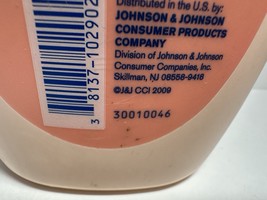 Distributed in the U.S. by:
JOHNSON & JOHNSON
CONSUMER PRODUCTS
COMPANY
Division of Johnson & Johnson
Consumer Companies, Inc.
Skillman, NJ 08558-9418
©J&J CCI 2009
30010046
3 8137-10290